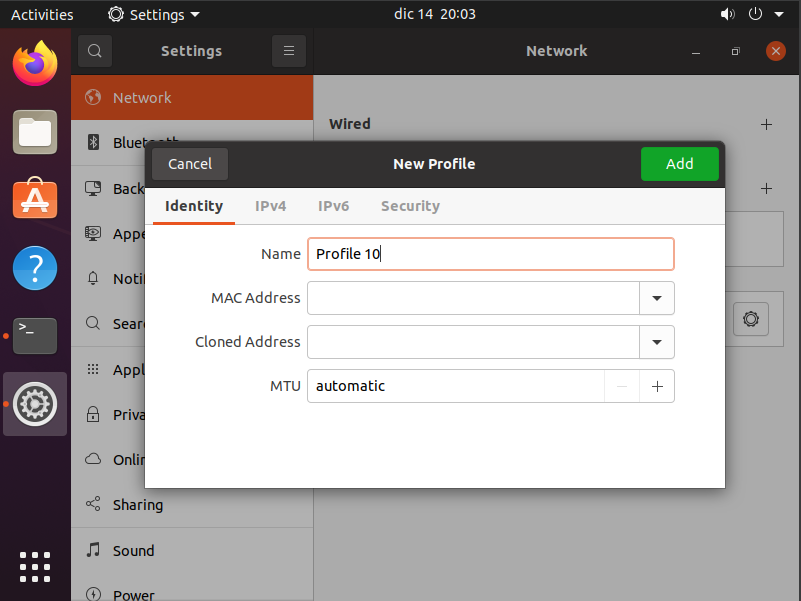 Activities
Settings
dic 14 20:03
Settings
Network
Network
Wired
Bluetooth
Cancel
New Profile
Add
Back
Identity
IPv4
IPv6
Security
Appe
Name
Profile 10
Notif
MAC Address
Sear
Cloned Address
Appl
MTU
automatic
Priva
Onlin
Sharing
Sound
Power